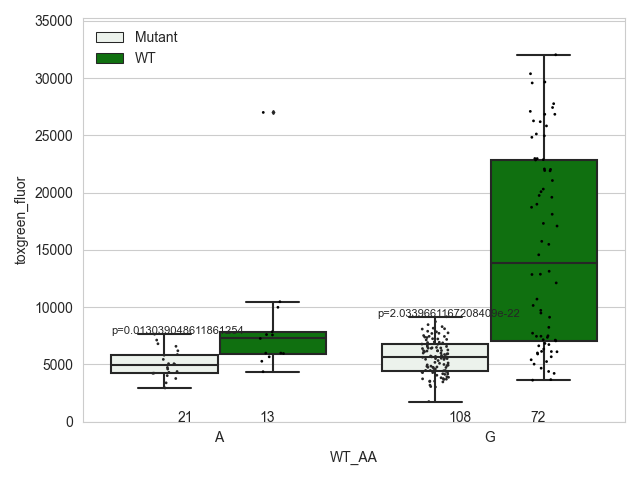 35000
Mutant
WT
30000
25000
20000
15000
10000
5000
0
toxgreen_fluor
p=0.013039048611861254
p=2.0339661167208409e-22
21
13
108
72
A
G
WT_AA